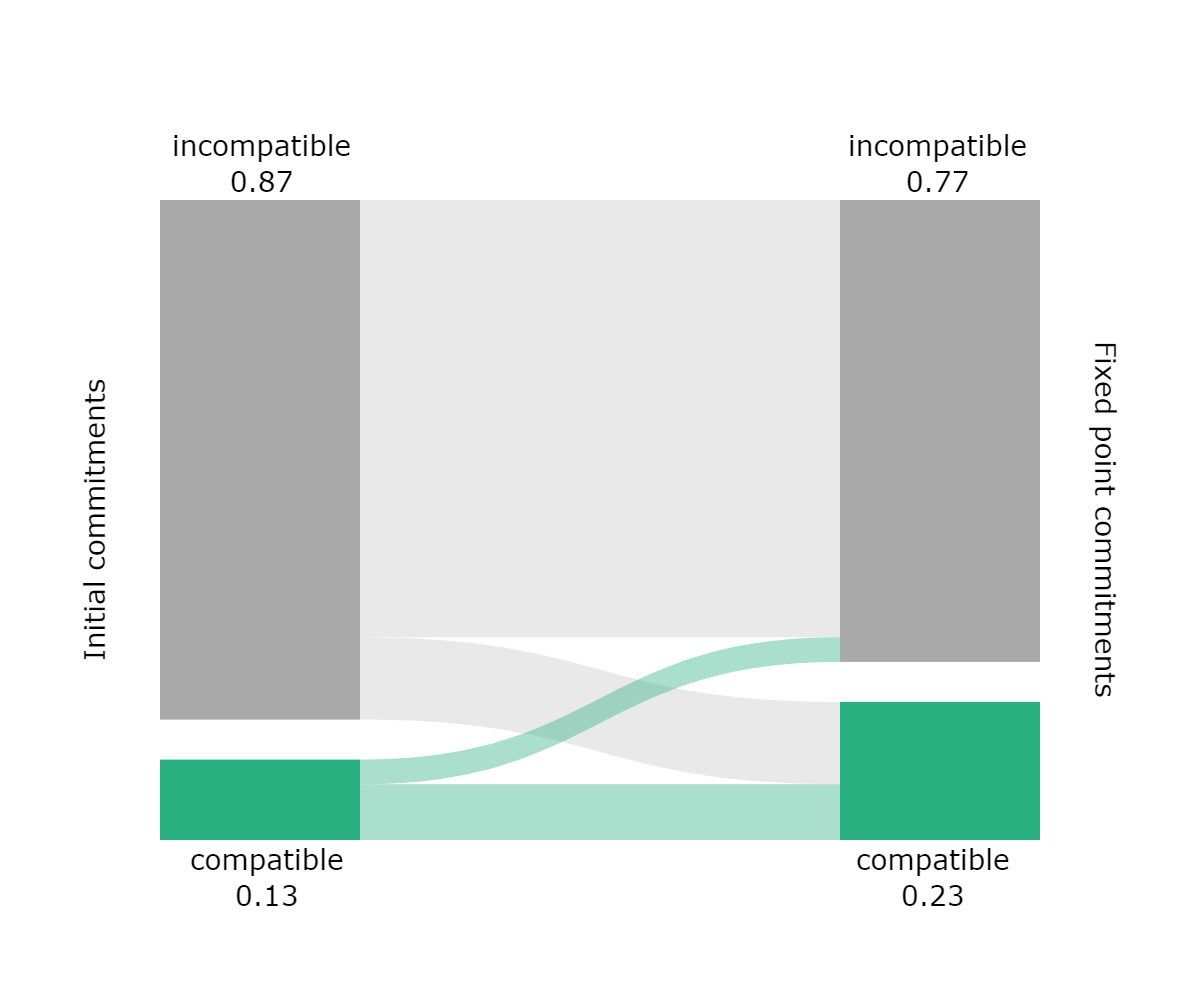 incompatible
0.87
incompatible
0.77
Initial commitments
Fixed point commitments
compatible
0.13
compatible
0.23